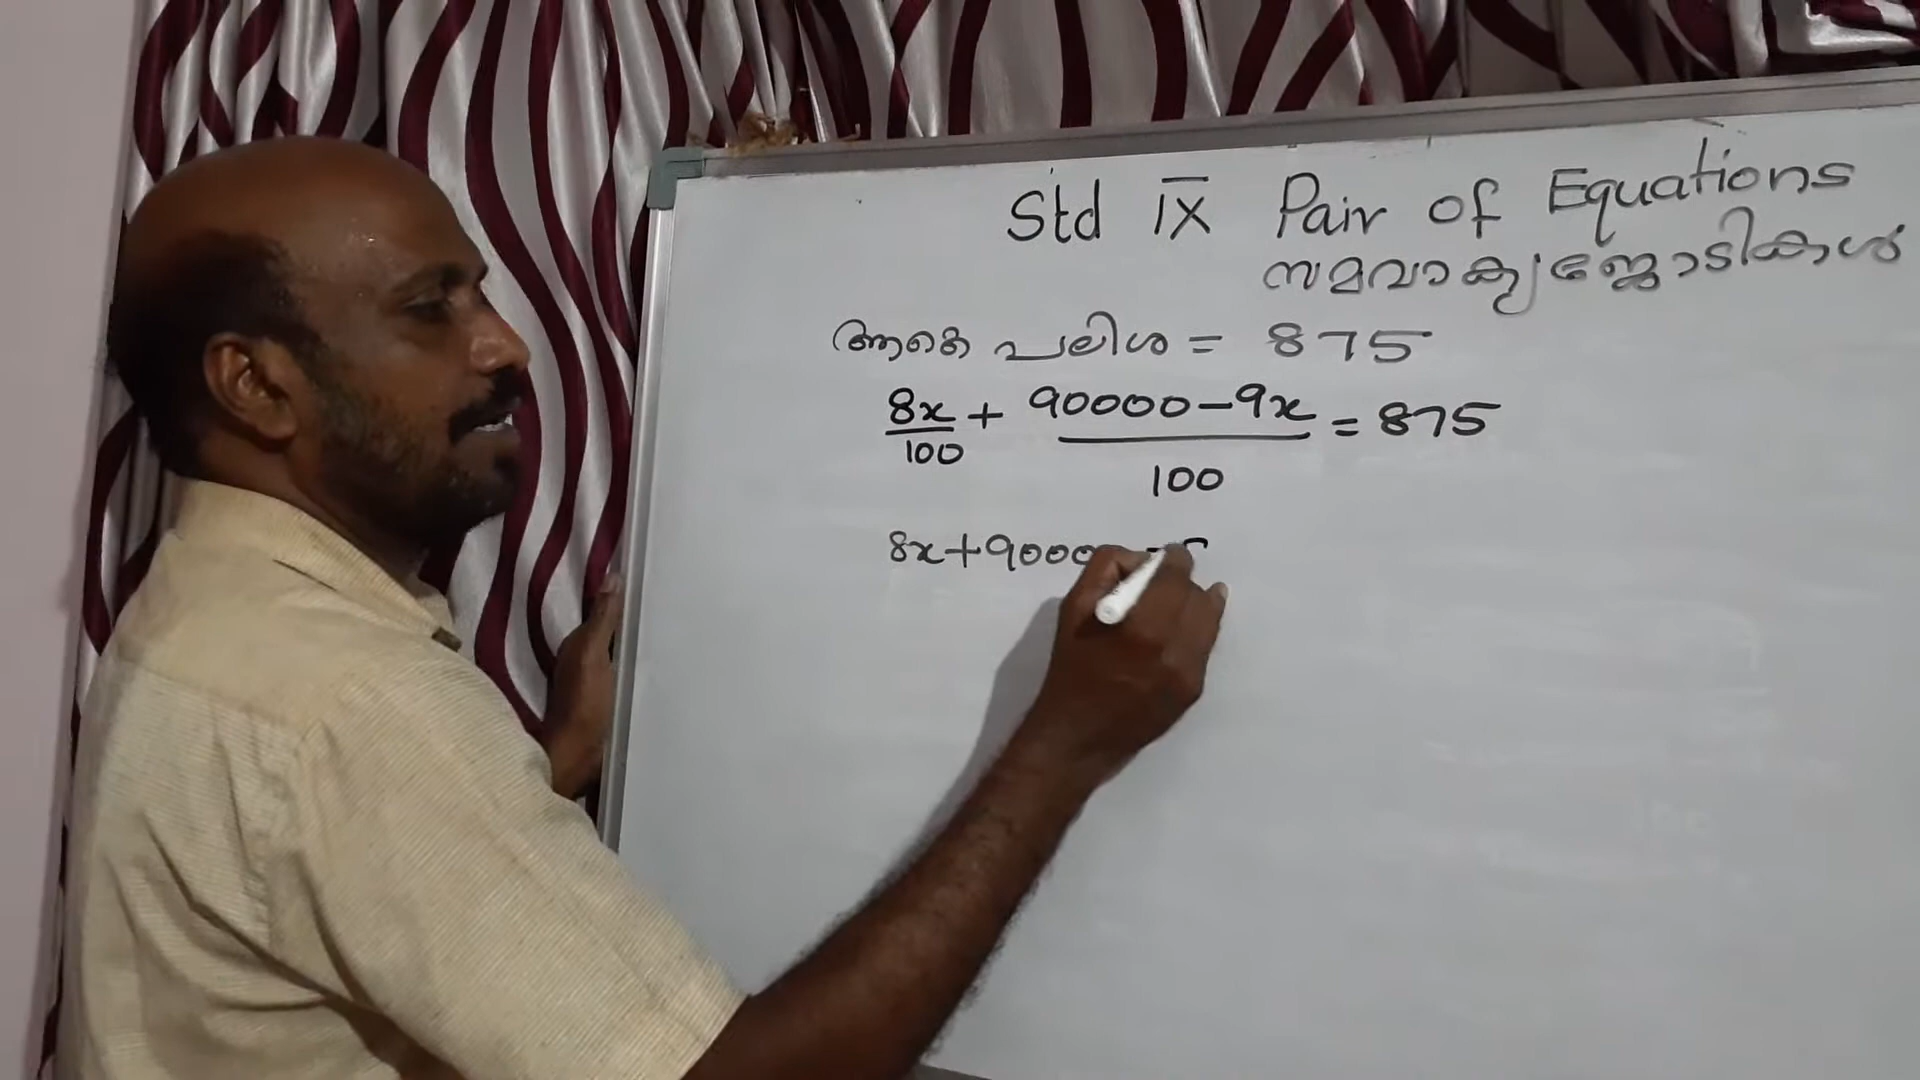 Std IX Pair of Equations
സമവാക്യജോടികൾ
ആകെ പലിശ = 875
8x/100 + 90000-9x/100 = 875
8x+9000